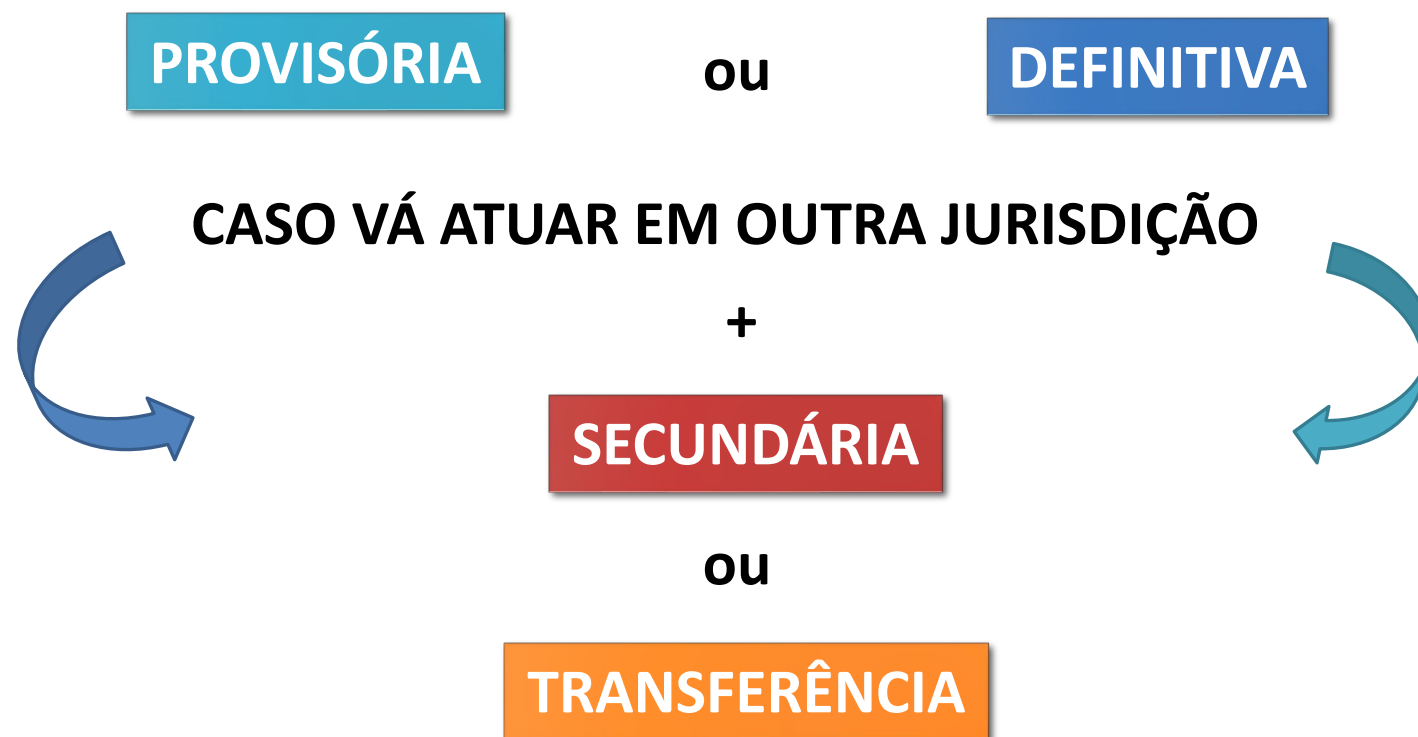 PROVISÓRIA ou DEFINITIVA
CASO VÁ ATUAR EM OUTRA JURISDIÇÃO
+
SECUNDÁRIA
ou
TRANSFERÊNCIA